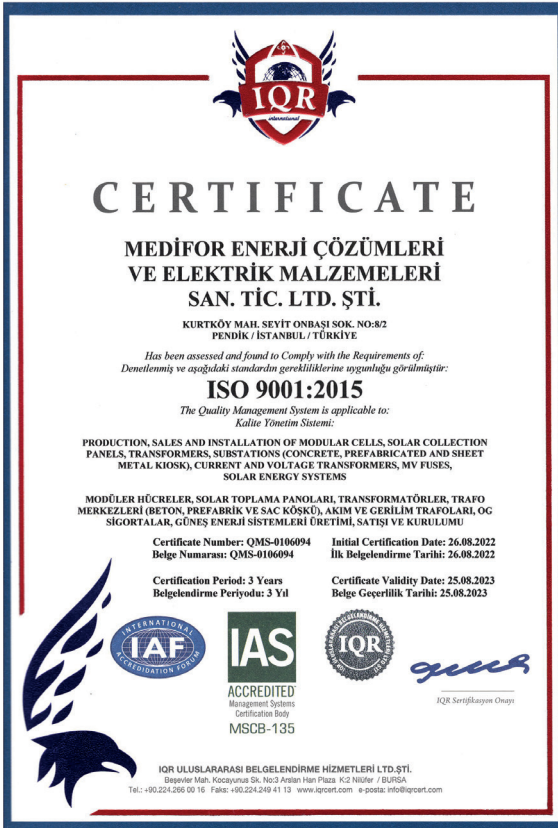 IQR
international
CERTIFICATE
MEDİFOR ENERJİ ÇÖZÜMLERİ
VE ELEKTRİK MALZEMELERİ
SAN. TİC. LTD. ŞTİ.
KURTKÖY MAH. SEYİT ONBAŞI SOK. NO:8/2
PENDİK / İSTANBUL / TÜRKİYE
Has been assessed and found to Comply with the Requirements of:
Denetlenmiş ve aşağıdaki standardın gerekliliklerine uygunluğu görülmüştür:
ISO 9001:2015
The Quality Management System is applicable to:
Kalite Yönetim Sistemi:
PRODUCTION, SALES AND INSTALLATION OF MODULAR CELLS, SOLAR COLLECTION
PANELS, TRANSFORMERS, SUBSTATIONS (CONCRETE, PREFABRICATED AND SHEET
METAL KIOSK), CURRENT AND VOLTAGE TRANSFORMERS, MV FUSES,
SOLAR ENERGY SYSTEMS
MODÜLER HÜCRELER, SOLAR TOPLAMA PANOLARI, TRANSFORMATÖRLER, TRAFO
MERKEZLERİ (BETON, PREFABRİK VE SAC KÖŞKÜ), AKIM VE GERİLİM TRAFOLARI, OG
SİGORTALAR, GÜNEŞ ENERJİ SİSTEMLERİ ÜRETİMİ, SATIŞI VE KURULUMU
Certificate Number: QMS-0106094 Initial Certification Date: 26.08.2022
Belge Numarası: QMS-0106094 İlk Belgelendirme Tarihi: 26.08.2022
Certification Period: 3 Years Certificate Validity Date: 25.08.2023
Belgelendirme Periyodu: 3 Yıl Belge Geçerlilik Tarihi: 25.08.2023
INTERNATIONAL
IAF
ACCREDIDATION FORUM
IAS
ACCREDITED
Management Systems
Certification Body
MSCB-135
IQR
IQR Sertifikasyon Onayı
IQR ULUSLARARASI BELGELENDİRME HİZMETLERİ LTD.ŞTİ.
Beşevler Mah. Kocayunus Sk. No:3 Arslan Han Plaza K:2 Nilüfer / BURSA
Tel.: +90.224.266 00 16 Faks: +90.224.249 41 13 www.iqrcert.com e-posta: info@iqrcert.com